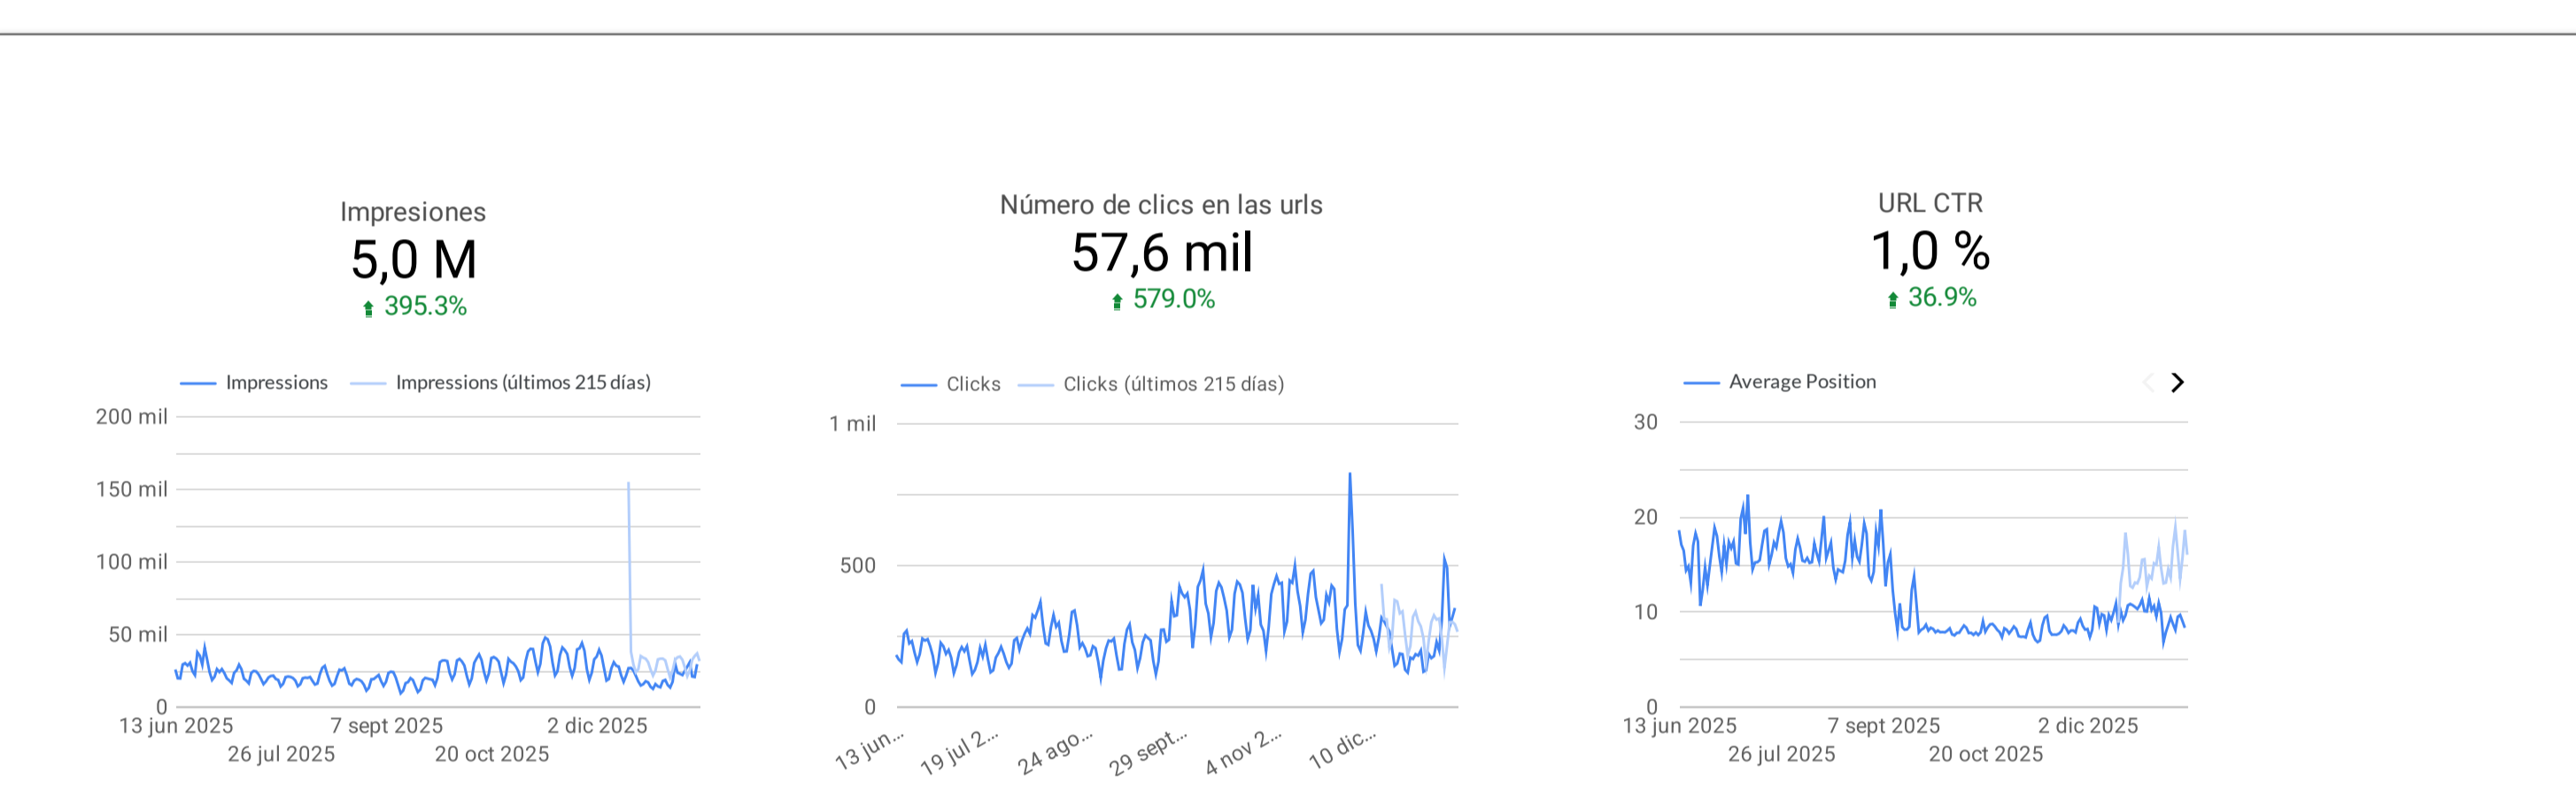 Impresiones
5,0 M
395.3%
Impressions
Impressions (últimos 215 días)
200 mil
150 mil
100 mil
50 mil
0
13 jun 2025
7 sept 2025
2 dic 2025
26 jul 2025
20 oct 2025
Número de clics en las urls
57,6 mil
579.0%
Clicks
Clicks (últimos 215 días)
1 mil
500
0
13 jun...
19 jul 2...
24 ago...
29 sept...
4 nov 2...
10 dic...
URL CTR
1,0 %
36.9%
Average Position
30
20
10
0
13 jun 2025
7 sept 2025
2 dic 2025
26 jul 2025
20 oct 2025